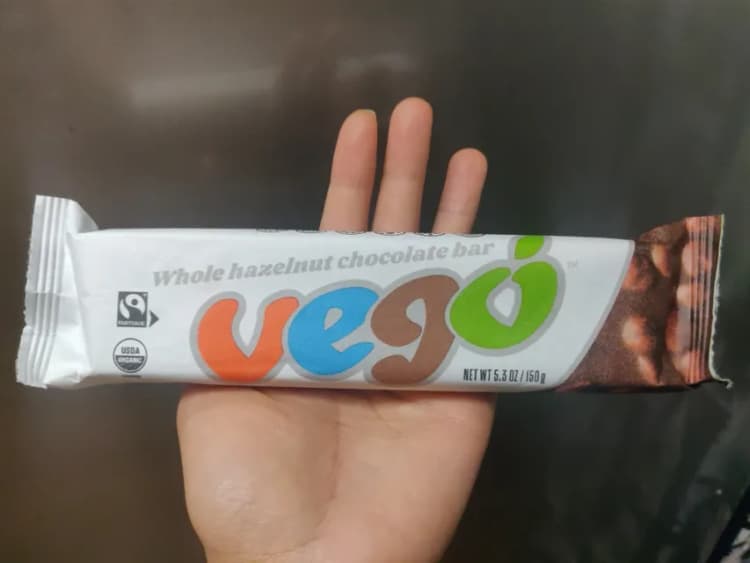 Whole hazelnut chocolate bar
vego
FAIRTRADE
USDA
ORGANIC
NET WT 5.3 OZ / 150 g